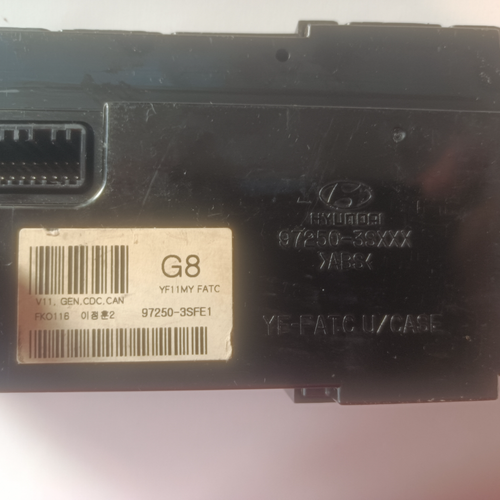 HYUNDAI
97250-3SXXX
>ABS<
YF-FATC U/CASE
G8
YF11MY FATC
V11. GEN.CDC.CAN
FK0116 이경훈2 97250-3SFE1